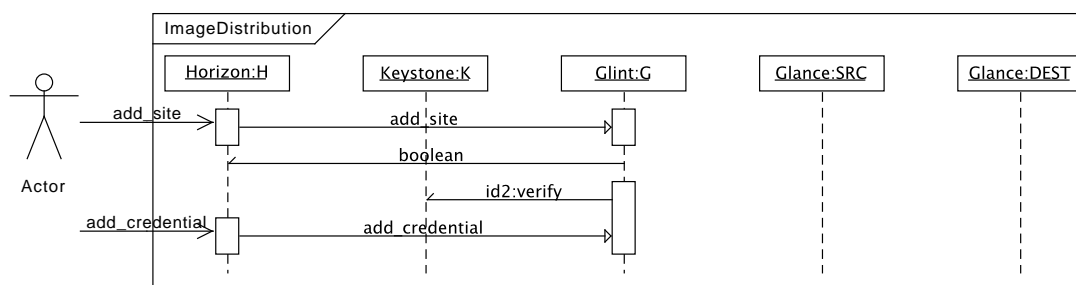 ImageDistribution
Horizon:H
Keystone:K
Glint:G
Glance:SRC
Glance:DEST
add_site
add_site
boolean
Actor
id2:verify
add_credential
add_credential